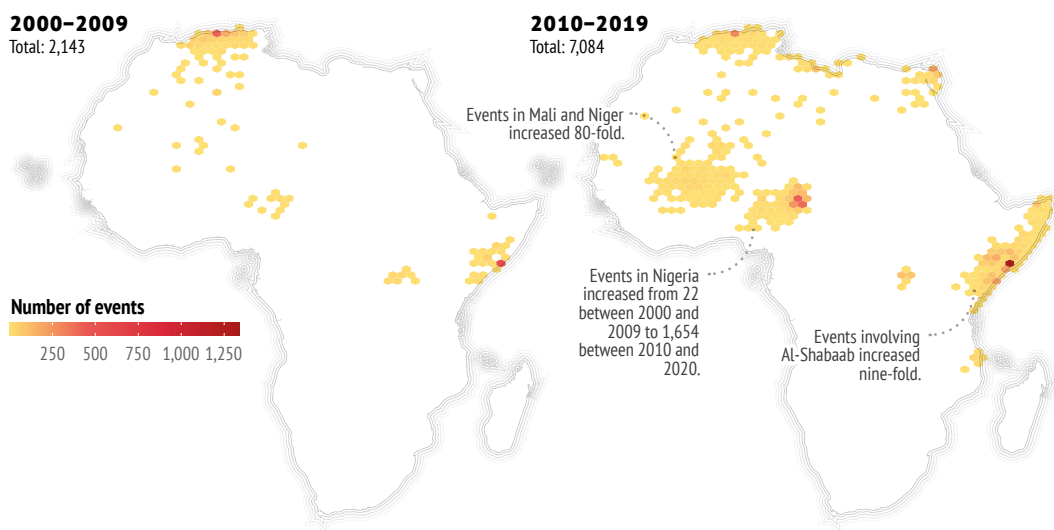 2000–2009
Total: 2,143
2010–2019
Total: 7,084
Events in Mali and Niger
increased 80-fold.
Events in Nigeria
increased from 22
between 2000 and
2009 to 1,654
between 2010 and
2020.
Events involving
Al-Shabaab increased
nine-fold.
Number of events
250 500 750 1,000 1,250